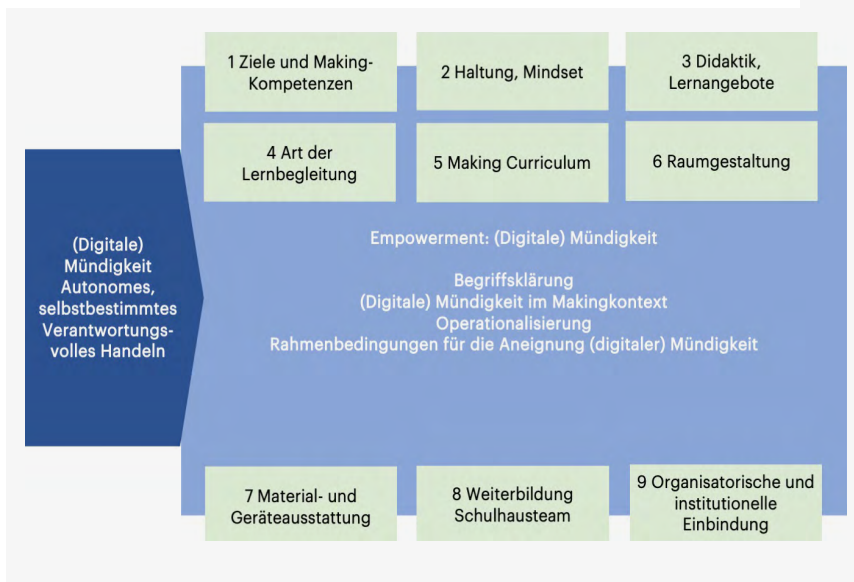 1 Ziele und Making-
Kompetenzen
2 Haltung, Mindset
3 Didaktik,
Lernangebote
4 Art der
Lernbegleitung
5 Making Curriculum
6 Raumgestaltung
(Digitale)
Mündigkeit
Autonomes,
selbstbestimmtes
Verantwortungs-
volles Handeln
Empowerment: (Digitale) Mündigkeit
Begriffsklärung
(Digitale) Mündigkeit im Makingkontext
Operationalisierung
Rahmenbedingungen für die Aneignung (digitaler) Mündigkeit
7 Material- und
Geräteausstattung
8 Weiterbildung
Schulhausteam
9 Organisatorische und
institutionelle
Einbindung